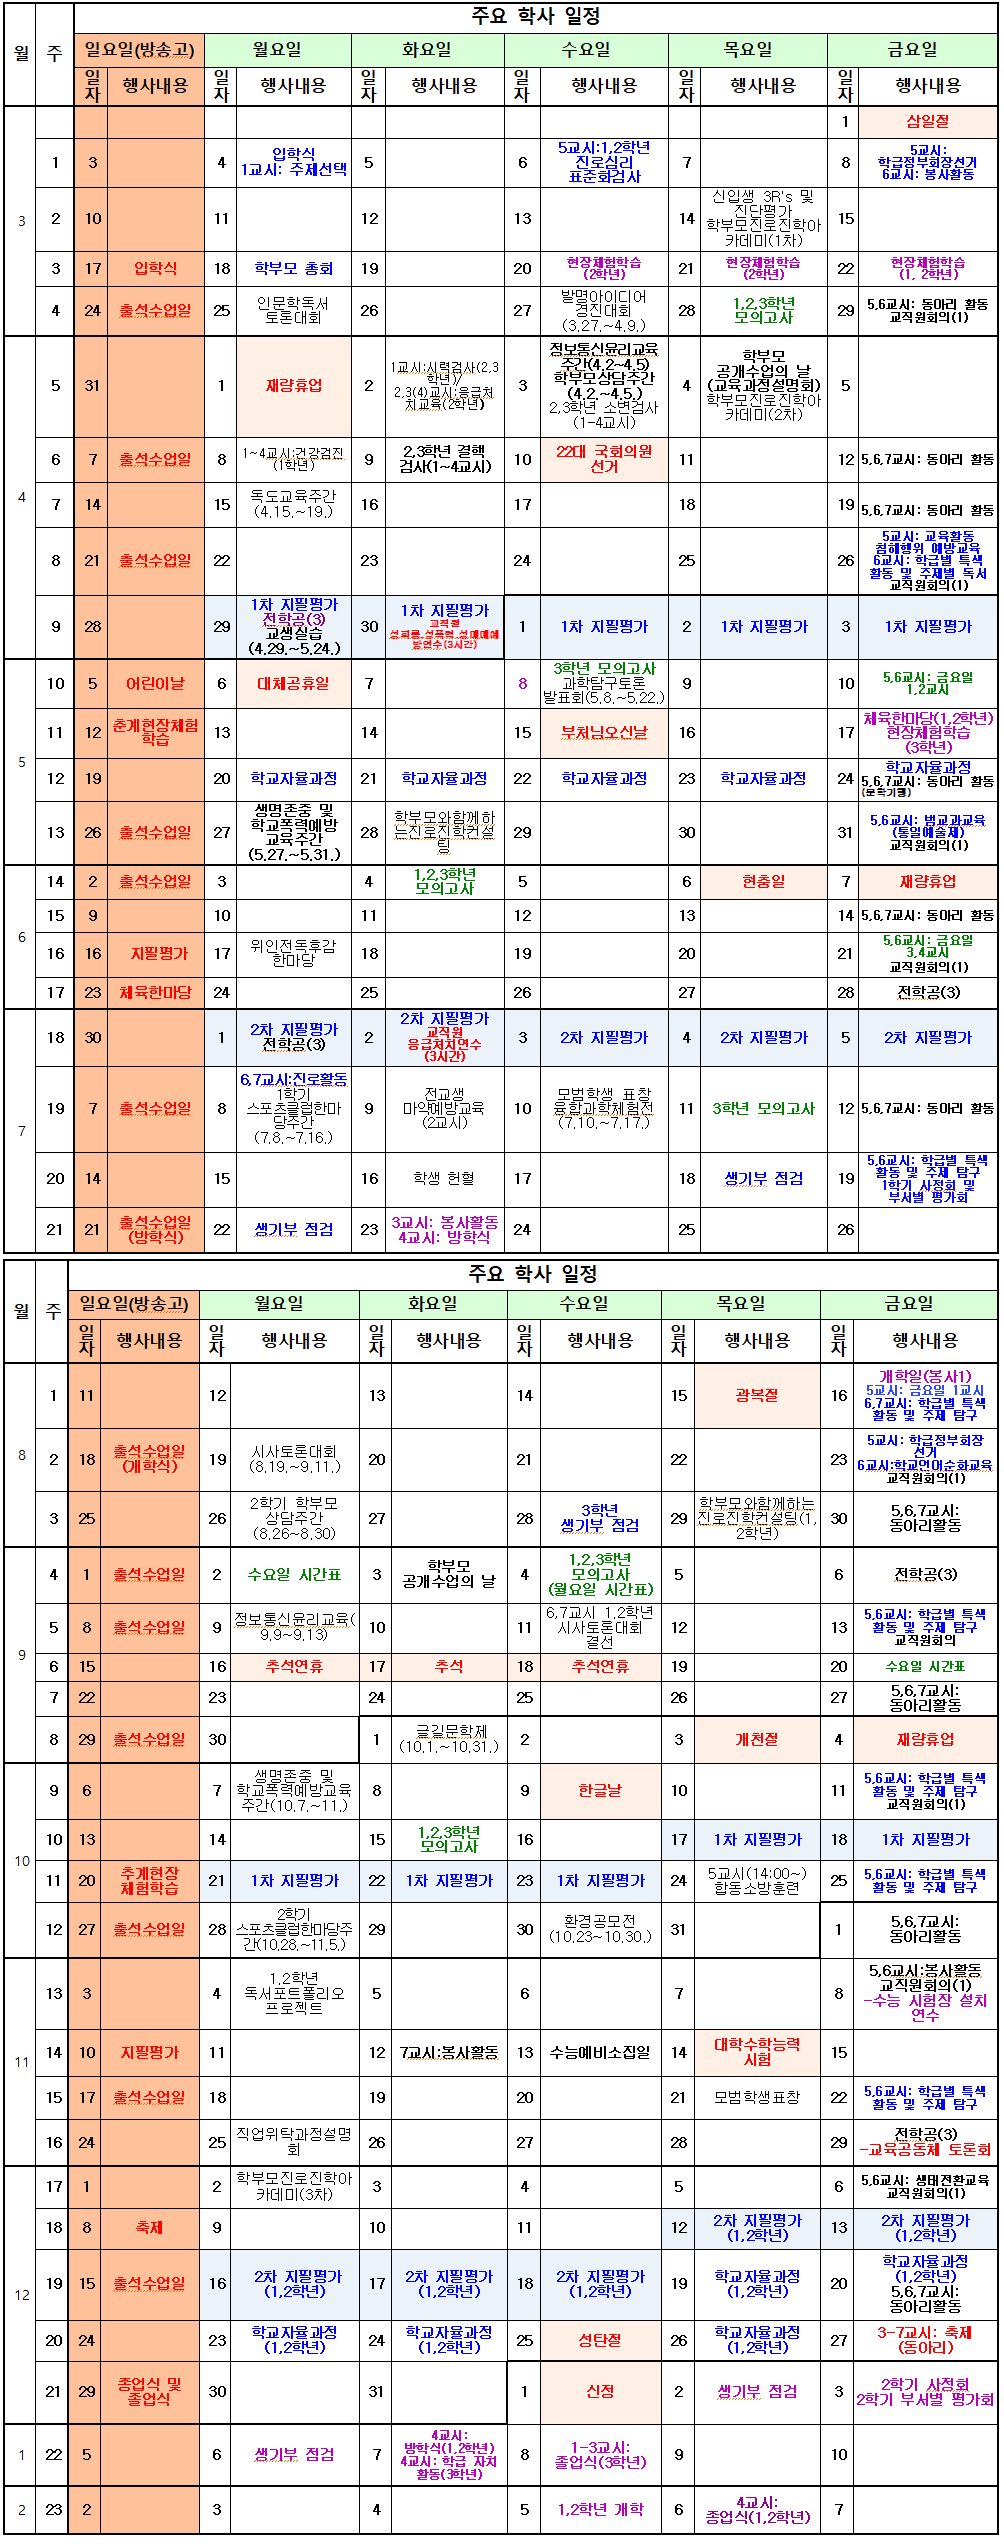 주요 학사 일정
월 주 일요일(방송고) 월요일 화요일 수요일 목요일 금요일
일자 행사내용 일자 행사내용 일자 행사내용 일자 행사내용 일자 행사내용 일자 행사내용
1 삼일절
3
1 3 4 입학식
1교시: 주제선택
5 6 5교시:1,2학년
진로심리
표준화검사
7 8 5교시:
학급정부회장선거
6교시: 봉사활동
2 10 11 12 13 14 신입생 3R's 및
진단평가
학부모진로진학아
카데미(1차)
15
3 17 입학식 18 학부모 총회 19 20 현장체험학습
(2학년)
21 현장체험학습
(2학년)
22 현장체험학습
(1, 2학년)
4 24 출석수업일 25 인문학독서
토론대회
26 27 발명아이디어
경진대회
(3.27.~4.9.)
28 1,2,3학년
모의고사
29 5,6교시: 동아리 활동
교직원회의(1)
4
5 31 1 재량휴업 2 1교시:시력검사(2,3
학년)/
2,3(4)교시:응급처
치교육(2학년)
3 정보통신윤리교육
주간(4.2~4.5)
학부모상담주간
(4.2.~4.5.)
2,3학년 소변검사
(1-4교시)
4 학부모
공개수업의 날
(교육과정설명회)
학부모진로진학아
카데미(2차)
5
6 7 출석수업일 8 1~4교시:건강검진
(1학년)
9 2,3학년 결핵
검사(1~4교시)
10 22대 국회의원
선거
11 12 5,6,7교시: 동아리 활동
7 14 15 독도교육주간
(4.15.~19.)
16 17 18 19 5,6,7교시: 동아리 활동
8 21 출석수업일 22 23 24 25 26 5교시: 교육활동
침해행위 예방교육
6교시: 학급별 특색
활동 및 주제별 독서
교직원회의(1)
9 28 29 1차 지필평가
전학공(3)
교생실습
(4.29.~5.24.)
30 1차 지필평가
교직원
성희롱,성폭력,성매매예
방연수(3시간)
1 1차 지필평가 2 1차 지필평가 3 1차 지필평가
5
10 5 어린이날 6 대체공휴일 7 8 3학년 모의고사
과학탐구토론
발표회(5.8.~5.22.)
9 10 5,6교시: 금요일
1,2교시
11 12 춘계현장체험
학습
13 14 15 부처님오신날 16 17 체육한마당(1,2학년)
현장체험학습
(3학년)
12 19 20 학교자율과정 21 학교자율과정 22 학교자율과정 23 학교자율과정 24 학교자율과정
5,6,7교시: 동아리 활동
(문학기행)
13 26 출석수업일 27 생명존중 및
학교폭력예방
교육주간
(5.27.~5.31.)
28 학부모와함께하
는진로진학컨설
팅
29 30 31 5,6교시: 범교과교육
(통일예술제)
교직원회의(1)
6
14 2 출석수업일 3 4 1,2,3학년
모의고사
5 6 현충일 7 재량휴업
15 9 10 11 12 13 14 5,6,7교시: 동아리 활동
16 16 지필평가 17 위인전독후감
한마당
18 19 20 21 5,6교시: 금요일
3,4교시
교직원회의(1)
17 23 체육한마당 24 25 26 27 28 전학공(3)
7
18 30 1 2차 지필평가
전학공(3)
2 2차 지필평가
교직원
응급처치연수
(3시간)
3 2차 지필평가 4 2차 지필평가 5 2차 지필평가
19 7 출석수업일 8 6,7교시:진로활동
1학기
스포츠클럽한마
당주간
(7.8.~7.16.)
9 전교생
마약예방교육
(2교시)
10 모범학생 표창
융합과학체험전
(7.10.~7.17.)
11 3학년 모의고사 12 5,6,7교시: 동아리 활동
20 14 15 16 학생 헌혈 17 18 생기부 점검 19 5,6교시: 학급별 특색
활동 및 주제 탐구
1학기 사정회 및
부서별 평가회
21 21 출석수업일
(방학식)
22 생기부 점검 23 3교시: 봉사활동
4교시: 방학식
24 25 26
주요 학사 일정
월 주 일요일(방송고) 월요일 화요일 수요일 목요일 금요일
일자 행사내용 일자 행사내용 일자 행사내용 일자 행사내용 일자 행사내용 일자 행사내용
8
1 11 12 13 14 15 광복절 16 개학일(봉사1)
5교시: 금요일 1교시
6,7교시: 학급별 특색
활동 및 주제 탐구
2 18 출석수업일
(개학식)
19 시사토론대회
(8.19.~9.11.)
20 21 22 23 5교시: 학급정부회장
선거
6교시:학교언어순화교육
교직원회의(1)
3 25 26 2학기 학부모
상담주간
(8.26~8.30)
27 28 3학년
생기부 점검
29 학부모와함께하는
진로진학컨설팅(1,
2학년)
30 5,6,7교시:
동아리활동
9
4 1 출석수업일 2 수요일 시간표 3 학부모
공개수업의 날
4 1,2,3학년
모의고사
(월요일 시간표)
5 6 전학공(3)
5 8 출석수업일 9 정보통신윤리교육(
9.9~9.13)
10 11 6,7교시 1,2학년
시사토론대회
결선
12 13 5,6교시: 학급별 특색
활동 및 주제 탐구
교직원회의
6 15 16 추석연휴 17 추석 18 추석연휴 19 20 수요일 시간표
7 22 23 24 25 26 27 5,6,7교시:
동아리활동
8 29 출석수업일 30 1 글길문학제
(10.1.~10.31.)
2 3 개천절 4 재량휴업
10
9 6 7 생명존중 및
학교폭력예방교육
주간(10.7.~11.)
8 9 한글날 10 11 5,6교시: 학급별 특색
활동 및 주제 탐구
교직원회의(1)
10 13 14 15 1,2,3학년
모의고사
16 17 1차 지필평가 18 1차 지필평가
11 20 추계현장
체험학습
21 1차 지필평가 22 1차 지필평가 23 1차 지필평가 24 5교시(14:00~)
합동소방훈련
25 5,6교시: 학급별 특색
활동 및 주제 탐구
12 27 출석수업일 28 2학기
스포츠클럽한마당주
간(10.28.~11.5.)
29 30 환경공모전
(10.23~10.30.)
31 1 5,6,7교시:
동아리활동
11
13 3 4 1,2학년
독서포트폴리오
프로젝트
5 6 7 8 5,6교시:봉사활동
교직원회의(1)
-수능 시험장 설치
연수
14 10 지필평가 11 12 7교시:봉사활동 13 수능예비소집일 14 대학수학능력
시험
15
15 17 출석수업일 18 19 20 21 모범학생표창 22 5,6교시: 학급별 특색
활동 및 주제 탐구
16 24 25 직업위탁과정설명
회
26 27 28 29 전학공(3)
-교육공동체 토론회
12
17 1 2 학부모진로진학아
카데미(3차)
3 4 5 6 5,6교시: 생태전환교육
교직원회의(1)
18 8 축제 9 10 11 12 2차 지필평가
(1,2학년)
13 2차 지필평가
(1,2학년)
19 15 출석수업일 16 2차 지필평가
(1,2학년)
17 2차 지필평가
(1,2학년)
18 2차 지필평가
(1,2학년)
19 학교자율과정
(1,2학년)
20 학교자율과정
(1,2학년)
5,6,7교시:
동아리활동
20 24 23 학교자율과정
(1,2학년)
24 학교자율과정
(1,2학년)
25 성탄절 26 학교자율과정
(1,2학년)
27 3-7교시: 축제
(동아리)
21 29 종업식 및
졸업식
30 31 1 신정 2 생기부 점검 3 2학기 사정회
2학기 부서별 평가회
1
22 5 6 생기부 점검 7 4교시:
방학식(1,2학년)
4교시: 학급 자치
활동(3학년)
8 1-3교시:
졸업식(3학년)
9 10
2
23 2 3 4 5 1,2학년 개학 6 4교시:
종업식(1,2학년)
7